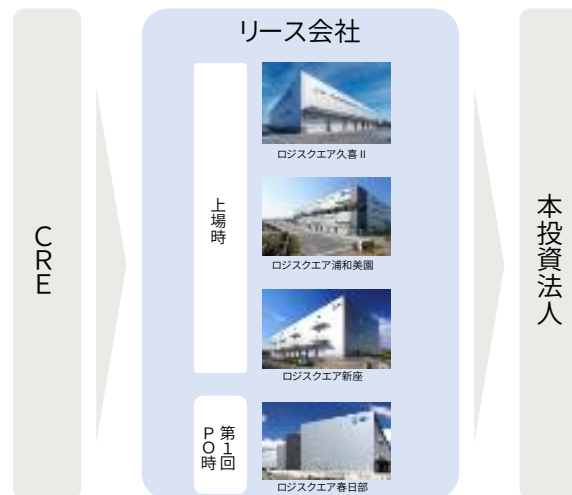 リース会社
CRE
上場時
ロジスクエア久喜Ⅱ
ロジスクエア浦和美園
ロジスクエア新座
第1回
PO時
ロジスクエア春日部
本投資法人